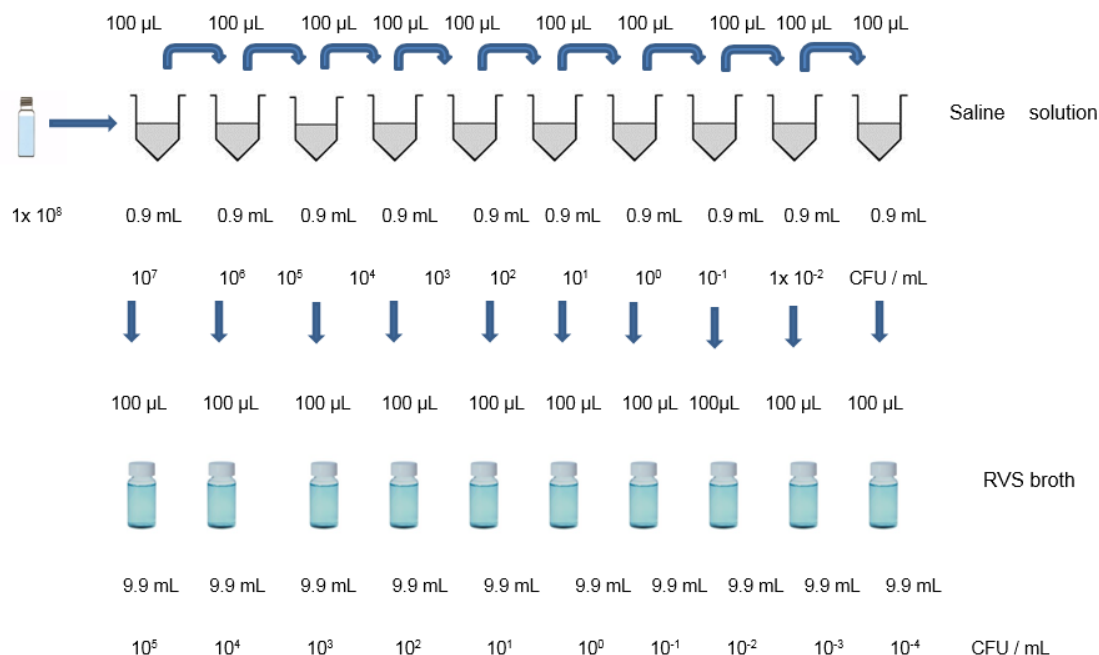 100 µL 100 µL 100 µL 100 µL 100 µL 100 µL 100 µL 100 µL 100 µL 100 µL
Saline solution
1x 10⁸ 0.9 mL 0.9 mL 0.9 mL 0.9 mL 0.9 mL 0.9 mL 0.9 mL 0.9 mL 0.9 mL 0.9 mL
10⁷ 10⁶ 10⁵ 10⁴ 10³ 10² 10¹ 10⁰ 10⁻¹ 1x 10⁻² CFU / mL
100 µL 100 µL 100 µL 100 µL 100 µL 100 µL 100 µL 100µL 100 µL 100 µL
RVS broth
9.9 mL 9.9 mL 9.9 mL 9.9 mL 9.9 mL 9.9 mL 9.9 mL 9.9 mL 9.9 mL 9.9 mL
10⁵ 10⁴ 10³ 10² 10¹ 10⁰ 10⁻¹ 10⁻² 10⁻³ 10⁻⁴ CFU / mL